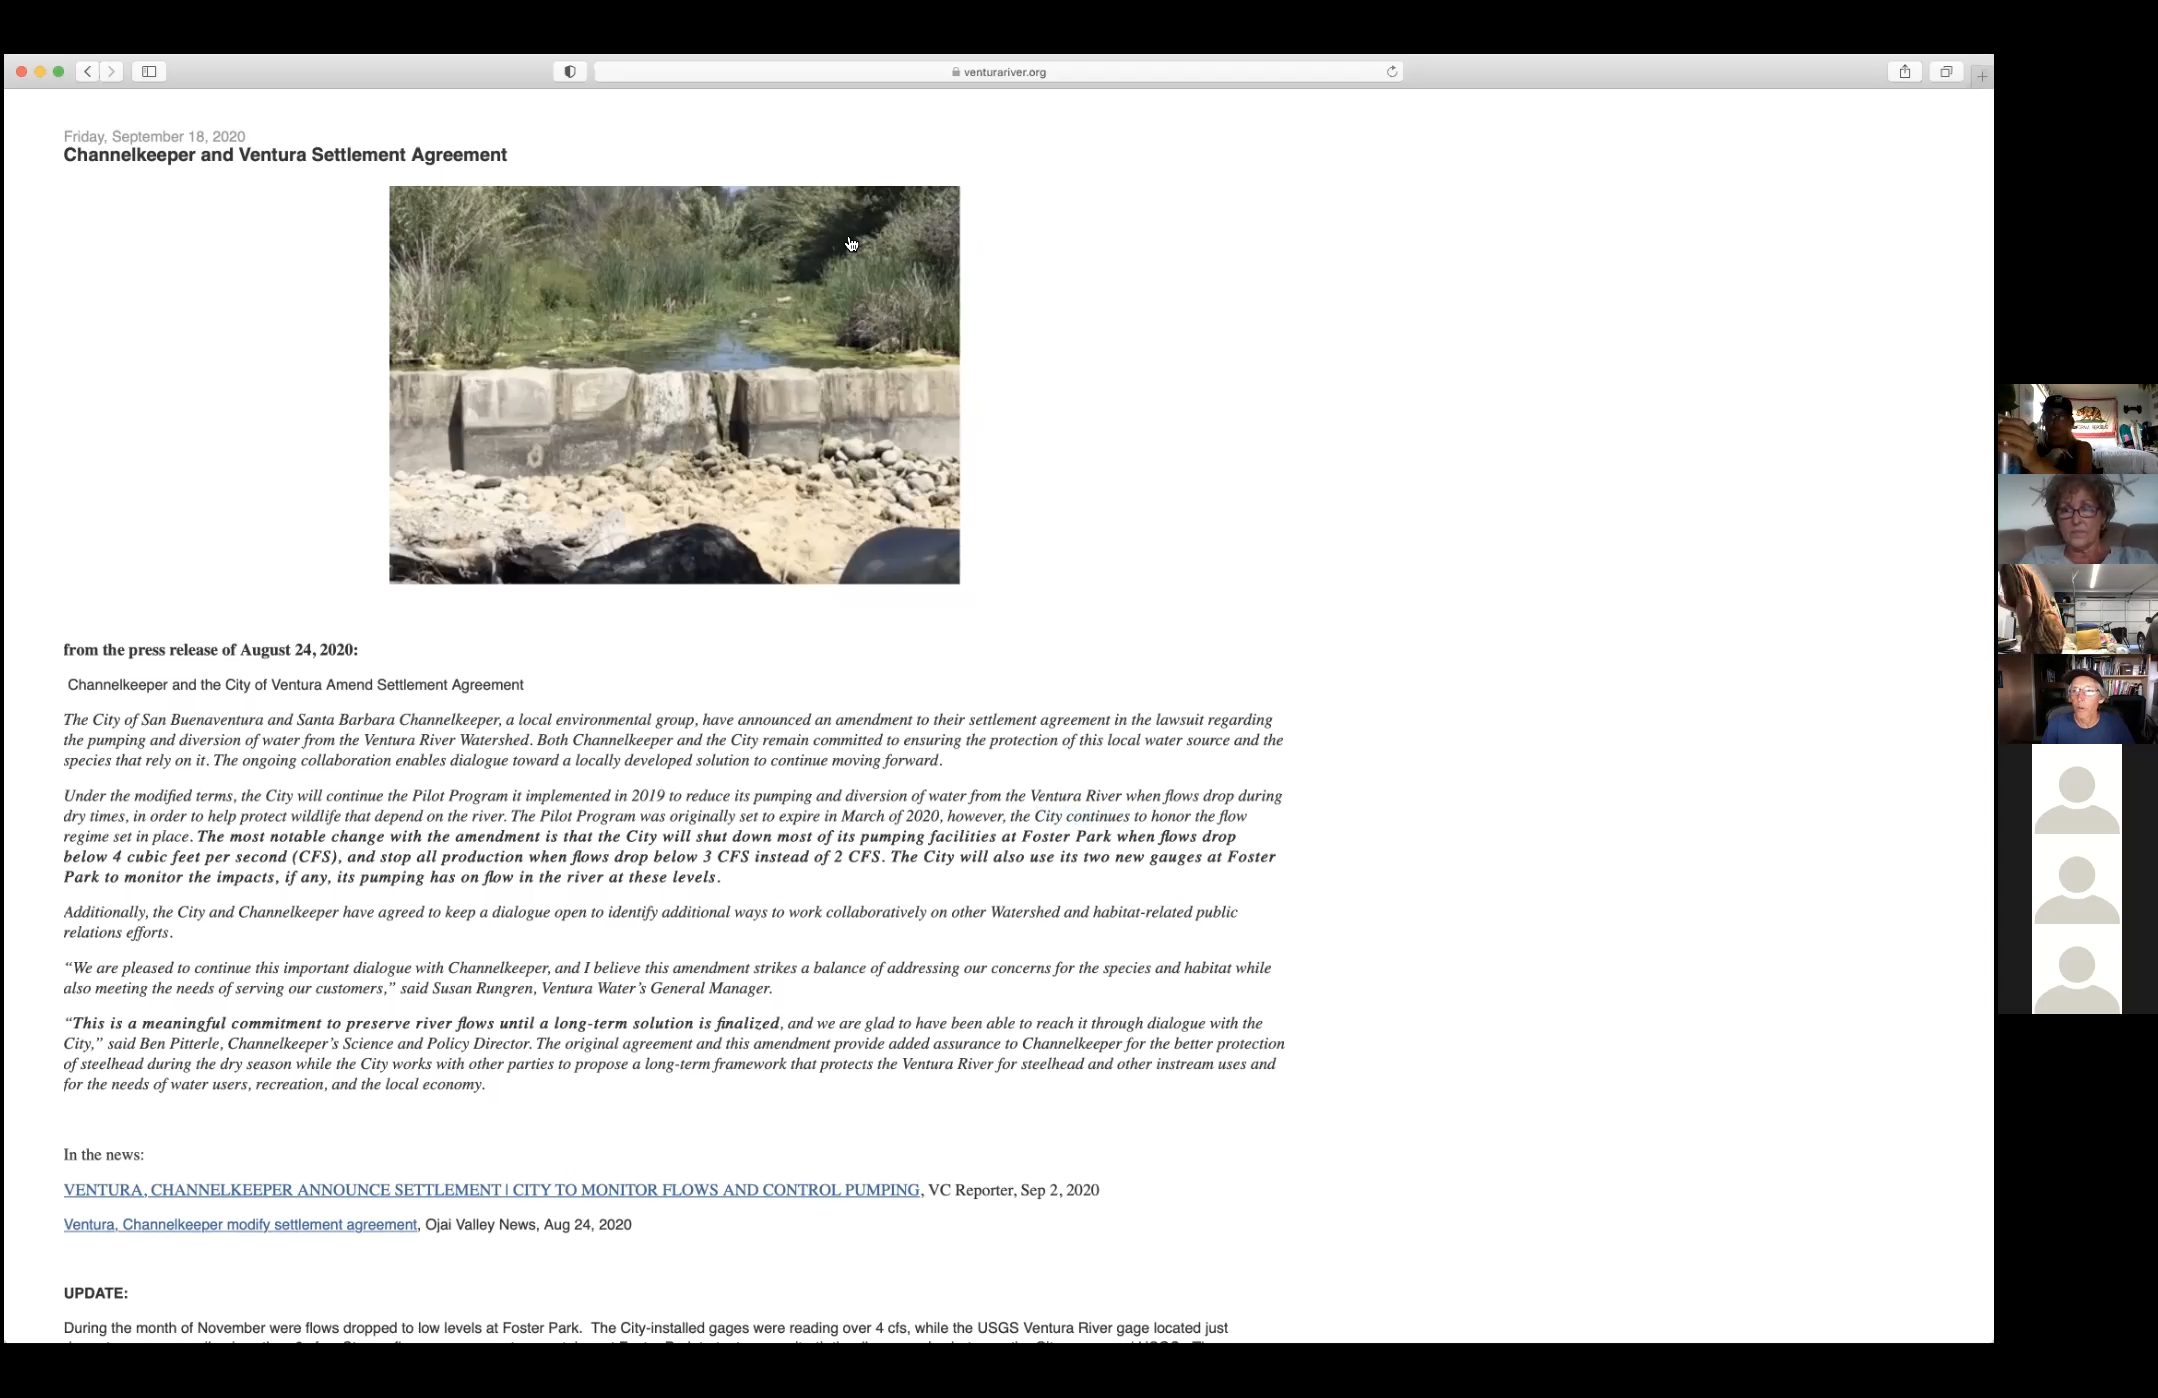 venturariver.org
Friday, September 18, 2020
Channelkeeper and Ventura Settlement Agreement
from the press release of August 24, 2020:
Channelkeeper and the City of Ventura Amend Settlement Agreement
The City of San Buenaventura and Santa Barbara Channelkeeper, a local environmental group, have announced an amendment to their settlement agreement in the lawsuit regarding
the pumping and diversion of water from the Ventura River Watershed. Both Channelkeeper and the City remain committed to ensuring the protection of this local water source and the
species that rely on it. The ongoing collaboration enables dialogue toward a locally developed solution to continue moving forward.
Under the modified terms, the City will continue the Pilot Program it implemented in 2019 to reduce its pumping and diversion of water from the Ventura River when flows drop during
dry times, in order to help protect wildlife that depend on the river. The Pilot Program was originally set to expire in March of 2020, however, the City continues to honor the flow
regime set in place. The most notable change with the amendment is that the City will shut down most of its pumping facilities at Foster Park when flows drop
below 4 cubic feet per second (CFS), and stop all production when flows drop below 3 CFS instead of 2 CFS. The City will also use its two new gauges at Foster
Park to monitor the impacts, if any, its pumping has on flow in the river at these levels.
Additionally, the City and Channelkeeper have agreed to keep a dialogue open to identify additional ways to work collaboratively on other Watershed and habitat-related public
relations efforts.
“We are pleased to continue this important dialogue with Channelkeeper, and I believe this amendment strikes a balance of addressing our concerns for the species and habitat while
also meeting the needs of serving our customers,” said Susan Rungren, Ventura Water’s General Manager.
“This is a meaningful commitment to preserve river flows until a long-term solution is finalized, and we are glad to have been able to reach it through dialogue with the
City,” said Ben Pitterle, Channelkeeper’s Science and Policy Director. The original agreement and this amendment provide added assurance to Channelkeeper for the better protection
of steelhead during the dry season while the City works with other parties to propose a long-term framework that protects the Ventura River for steelhead and other instream uses and
for the needs of water users, recreation, and the local economy.
In the news:
VENTURA, CHANNELKEEPER ANNOUNCE SETTLEMENT | CITY TO MONITOR FLOWS AND CONTROL PUMPING, VC Reporter, Sep 2, 2020
Ventura, Channelkeeper modify settlement agreement, Ojai Valley News, Aug 24, 2020
UPDATE:
During the month of November were flows dropped to low levels at Foster Park. The City-installed gages were reading over 4 cfs, while the USGS Ventura River gage located just